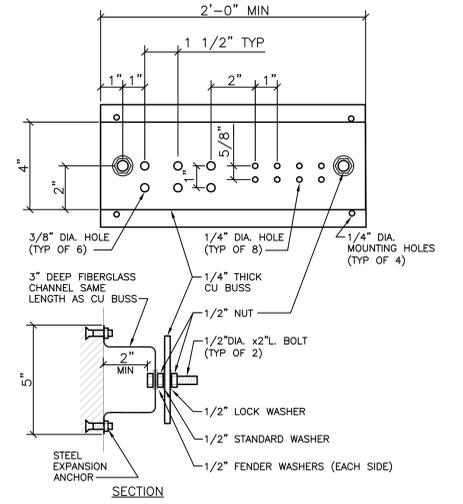 2'-0" MIN
1 1/2" TYP
1" 1" 2" 1"
4"
2"
1"
5/8"
3/8" DIA. HOLE
(TYP OF 6)
1/4" DIA. HOLE
(TYP OF 8)
1/4" DIA.
MOUNTING HOLES
(TYP OF 4)
3" DEEP FIBERGLASS
CHANNEL SAME
LENGTH AS CU BUSS
1/4" THICK
CU BUSS
1/2" NUT
5"
2"
MIN
1/2"DIA. x2"L. BOLT
(TYP OF 2)
1/2" LOCK WASHER
1/2" STANDARD WASHER
1/2" FENDER WASHERS (EACH SIDE)
STEEL
EXPANSION
ANCHOR
SECTION